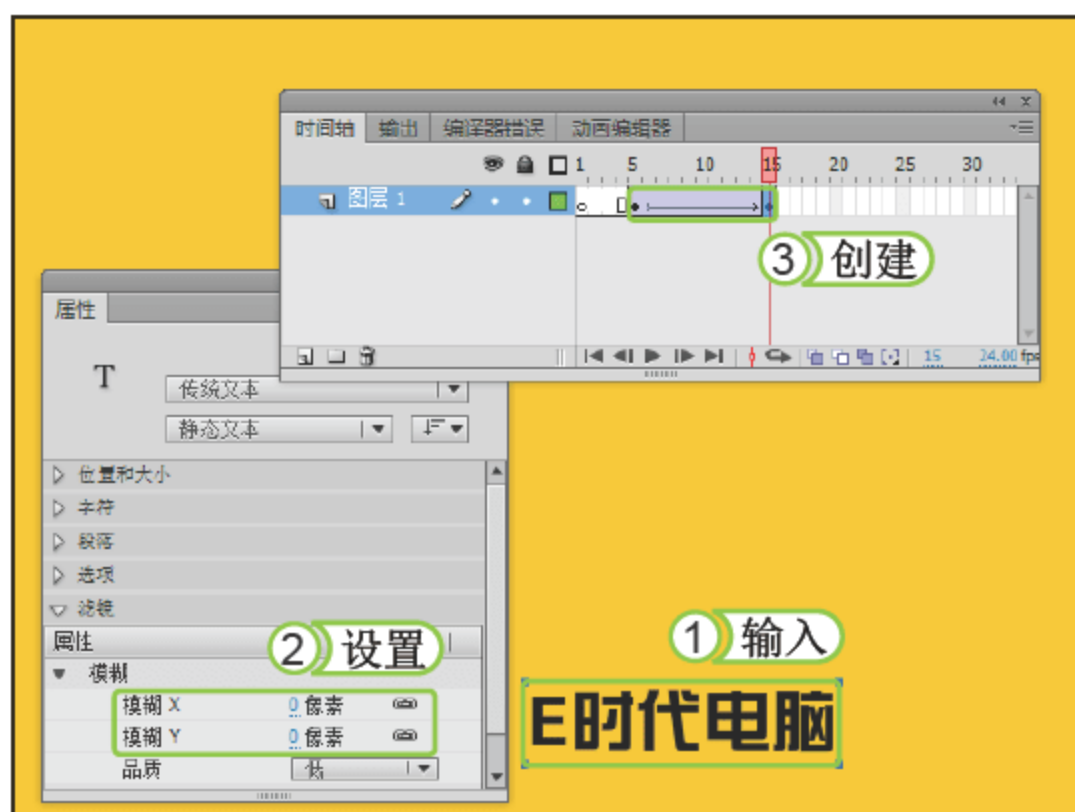 时间轴 输出 编译器错误 动画编辑器
1 5 10 15 20 25 30
图层 1
③ 创建
15 24.00 fps
属性
T
传统文本
静态文本
位置和大小
字符
段落
选项
滤镜
属性
② 设置
① 输入
模糊
模糊 X 0 像素
模糊 Y 0 像素
品质 低
E时代电脑